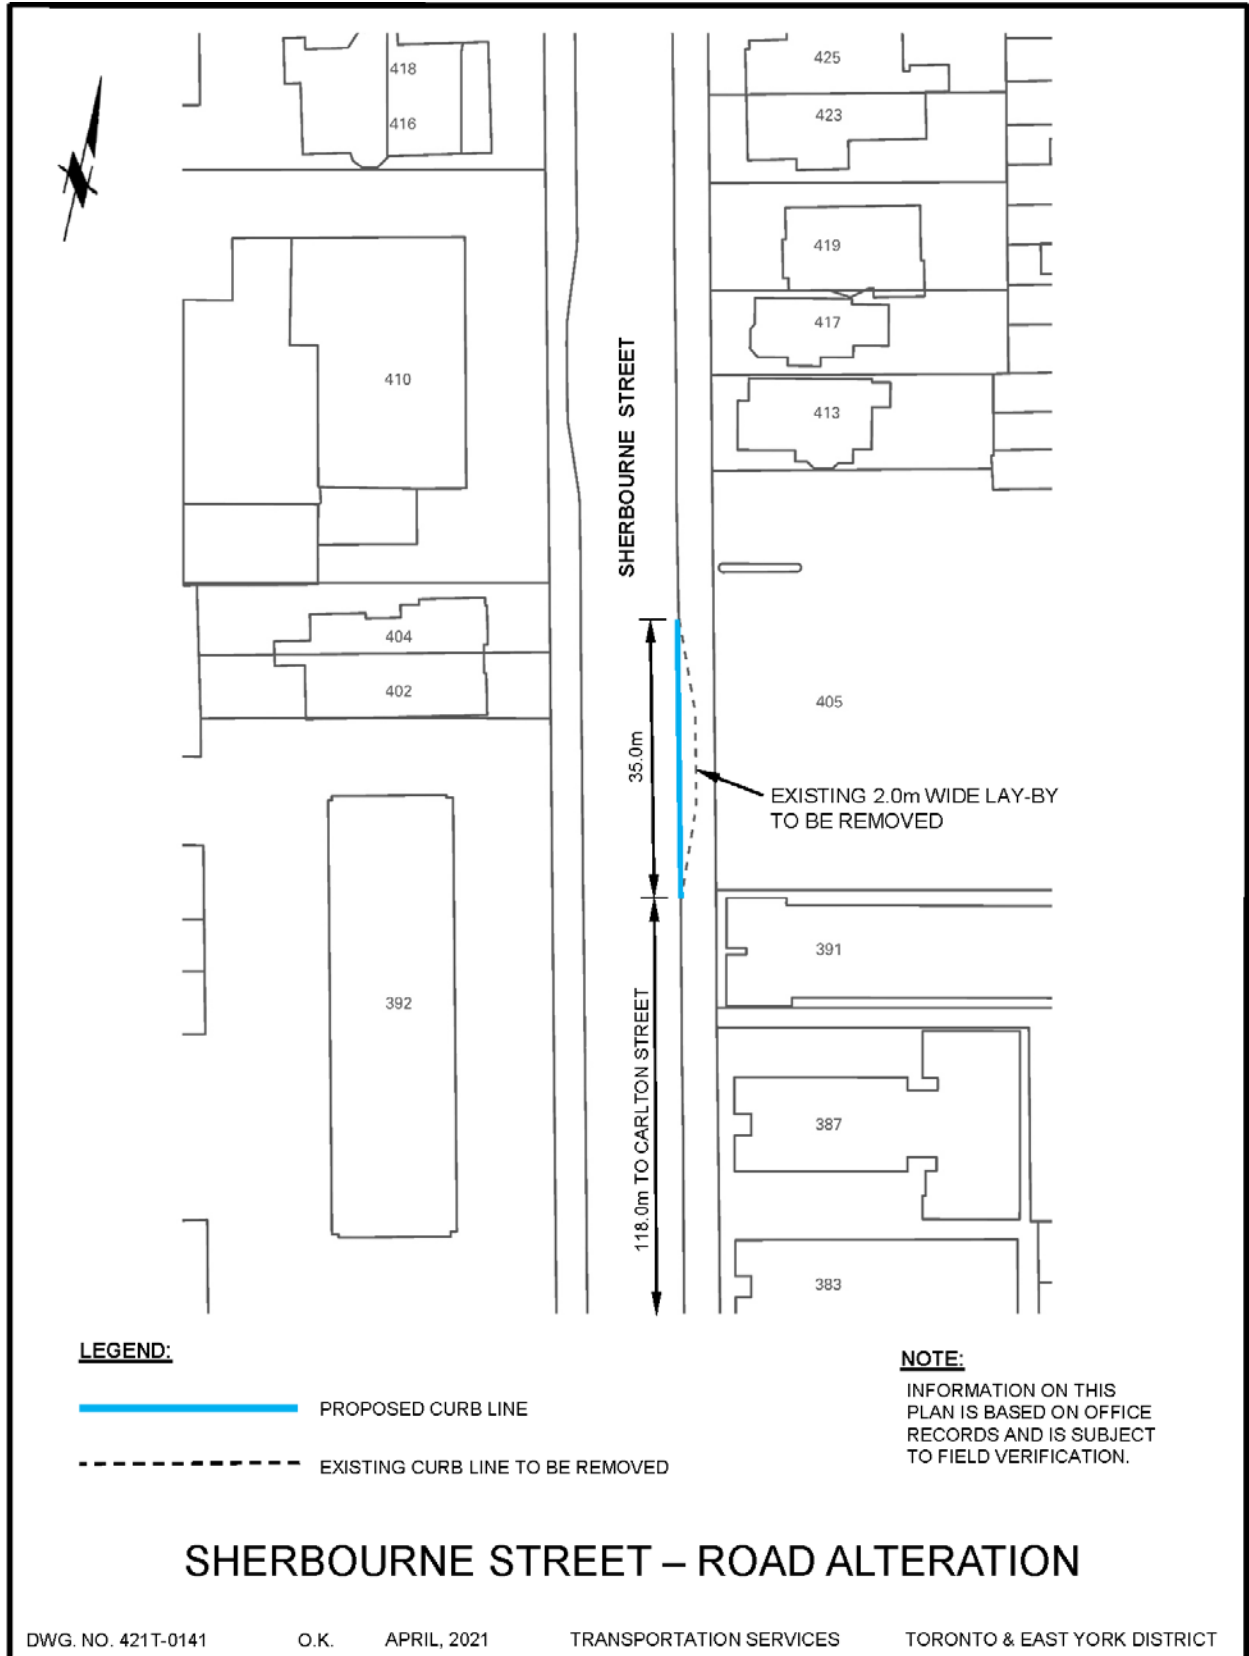 418
416
425
423
419
417
413
410
SHERBOURNE STREET
404
402
405
35.0m
EXISTING 2.0m WIDE LAY-BY
TO BE REMOVED
391
392
118.0m TO CARLTON STREET
387
383
LEGEND:
PROPOSED CURB LINE
EXISTING CURB LINE TO BE REMOVED
NOTE:
INFORMATION ON THIS
PLAN IS BASED ON OFFICE
RECORDS AND IS SUBJECT
TO FIELD VERIFICATION.
SHERBOURNE STREET – ROAD ALTERATION
DWG. NO. 421T-0141 O.K. APRIL, 2021 TRANSPORTATION SERVICES TORONTO & EAST YORK DISTRICT